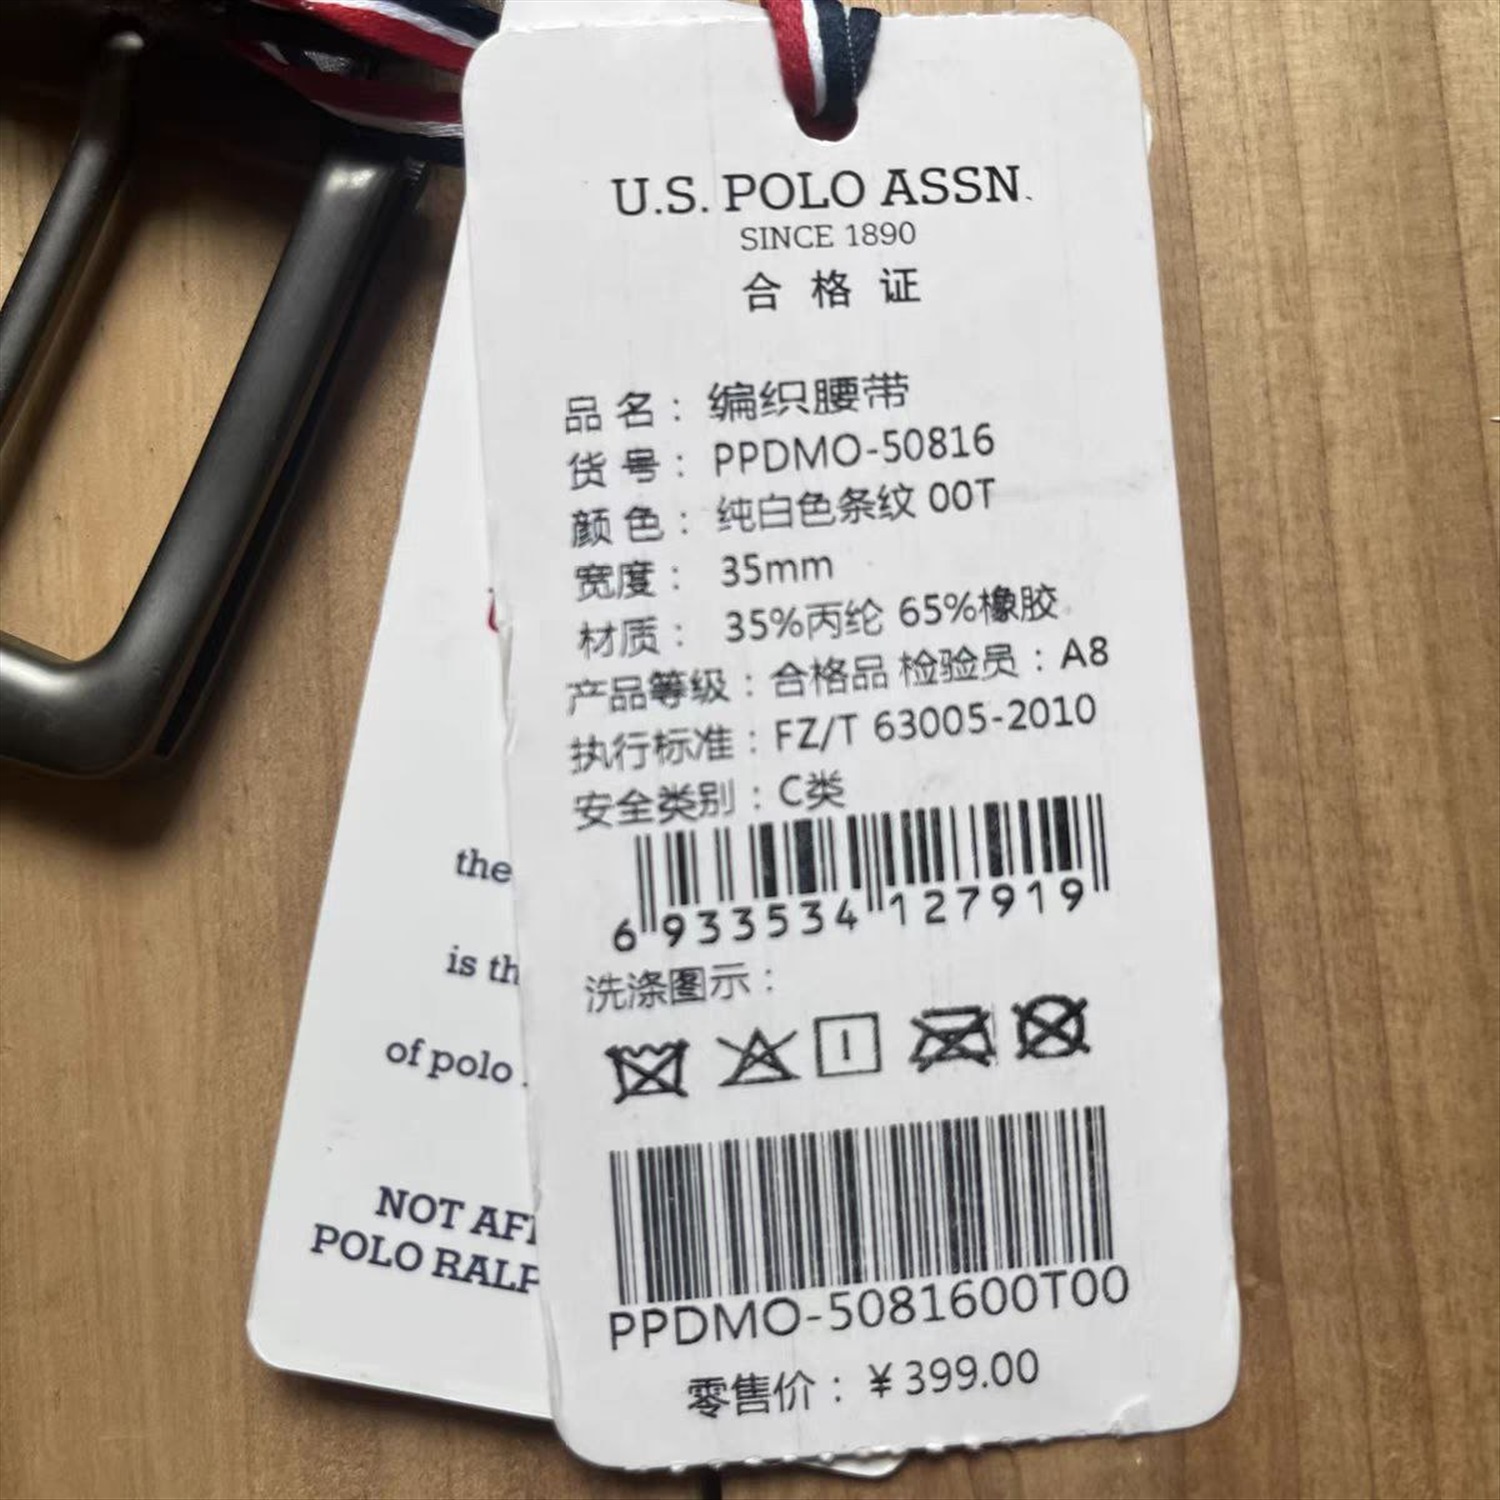 U.S. POLO ASSN.
SINCE 1890
合格证
品名：编织腰带
货号：PPDMO-50816
颜色：纯白色条纹 00T
宽度：35mm
材质：35%丙纶 65%橡胶
产品等级：合格品 检验员：A8
执行标准：FZ/T 63005-2010
安全类别：C类
6 933534 127919
洗涤图示：
PPDMO-5081600T00
零售价：¥399.00
the
is th
of polo
NOT AF
POLO RALP